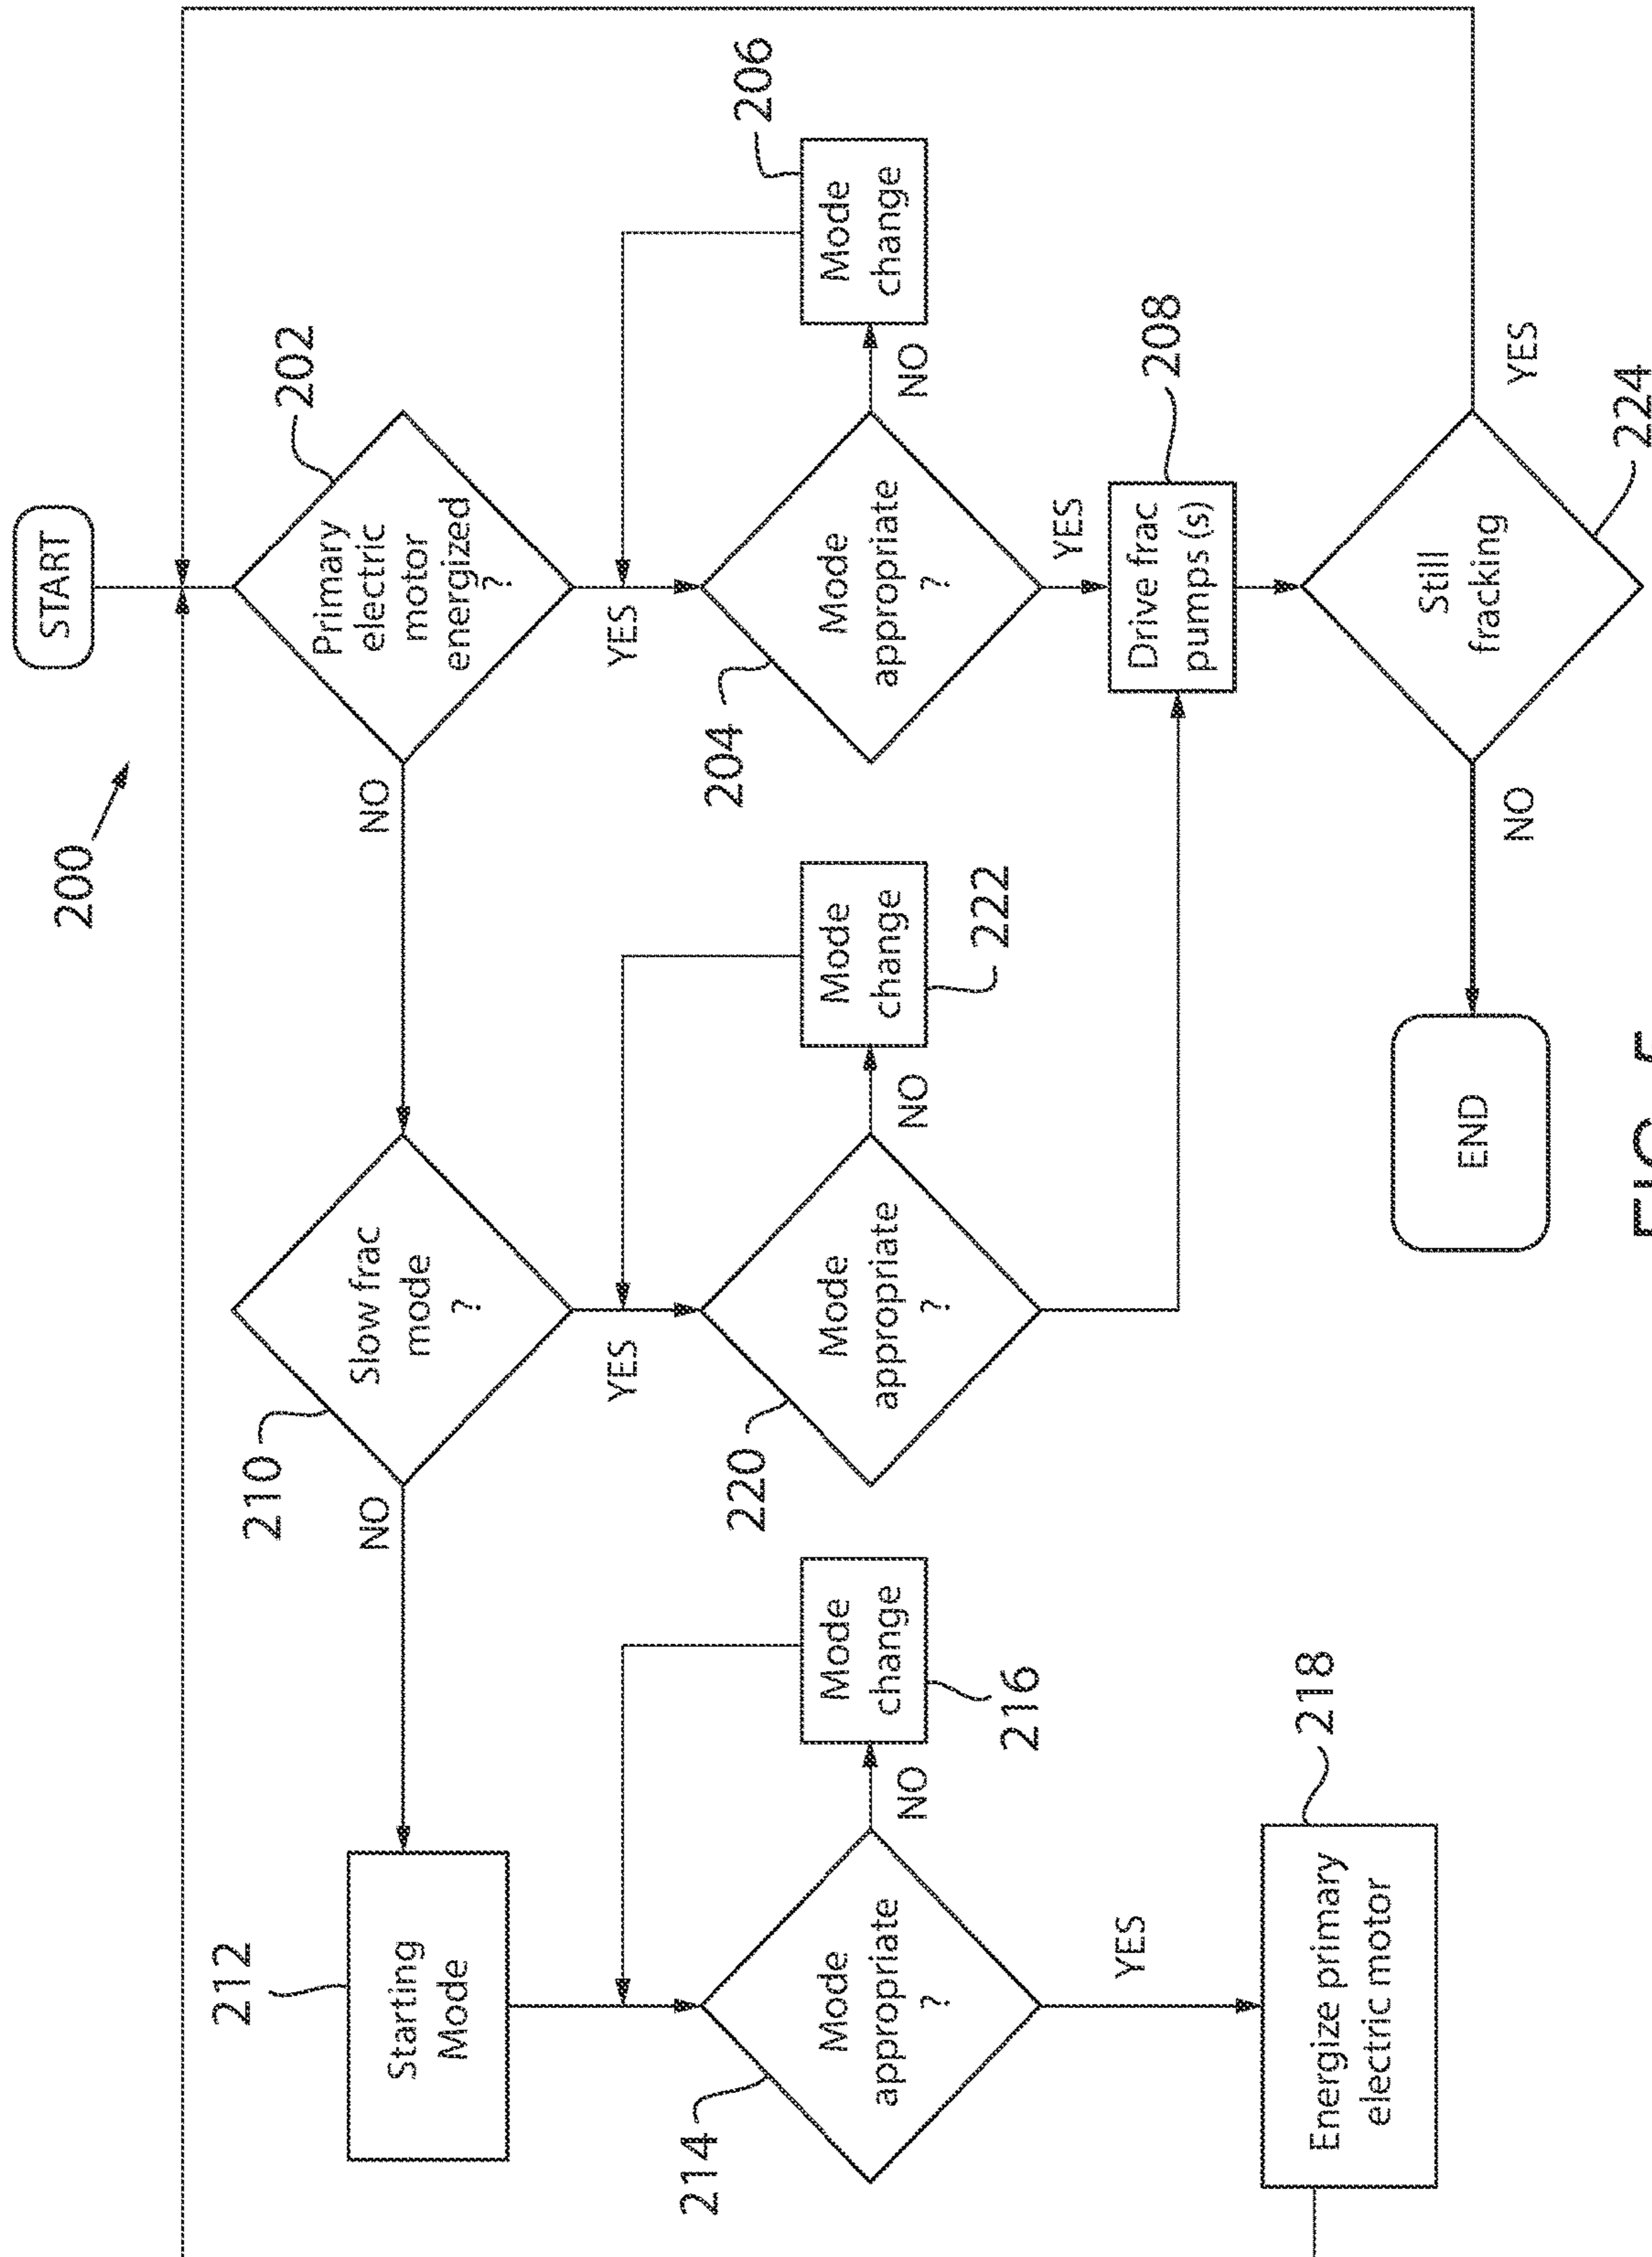 200
START
Primary
electric
motor
energized
?
202
YES
NO
Mode
appropriate
?
204
NO
YES
Mode
change
206
Drive frac
pumps (s)
208
Slow frac
mode
?
210
NO
YES
Starting
Mode
212
Mode
appropriate
?
214
NO
YES
Mode
change
216
Energize primary
electric motor
218
Mode
appropriate
?
220
NO
Mode
change
222
Still
fracking
224
YES
NO
END